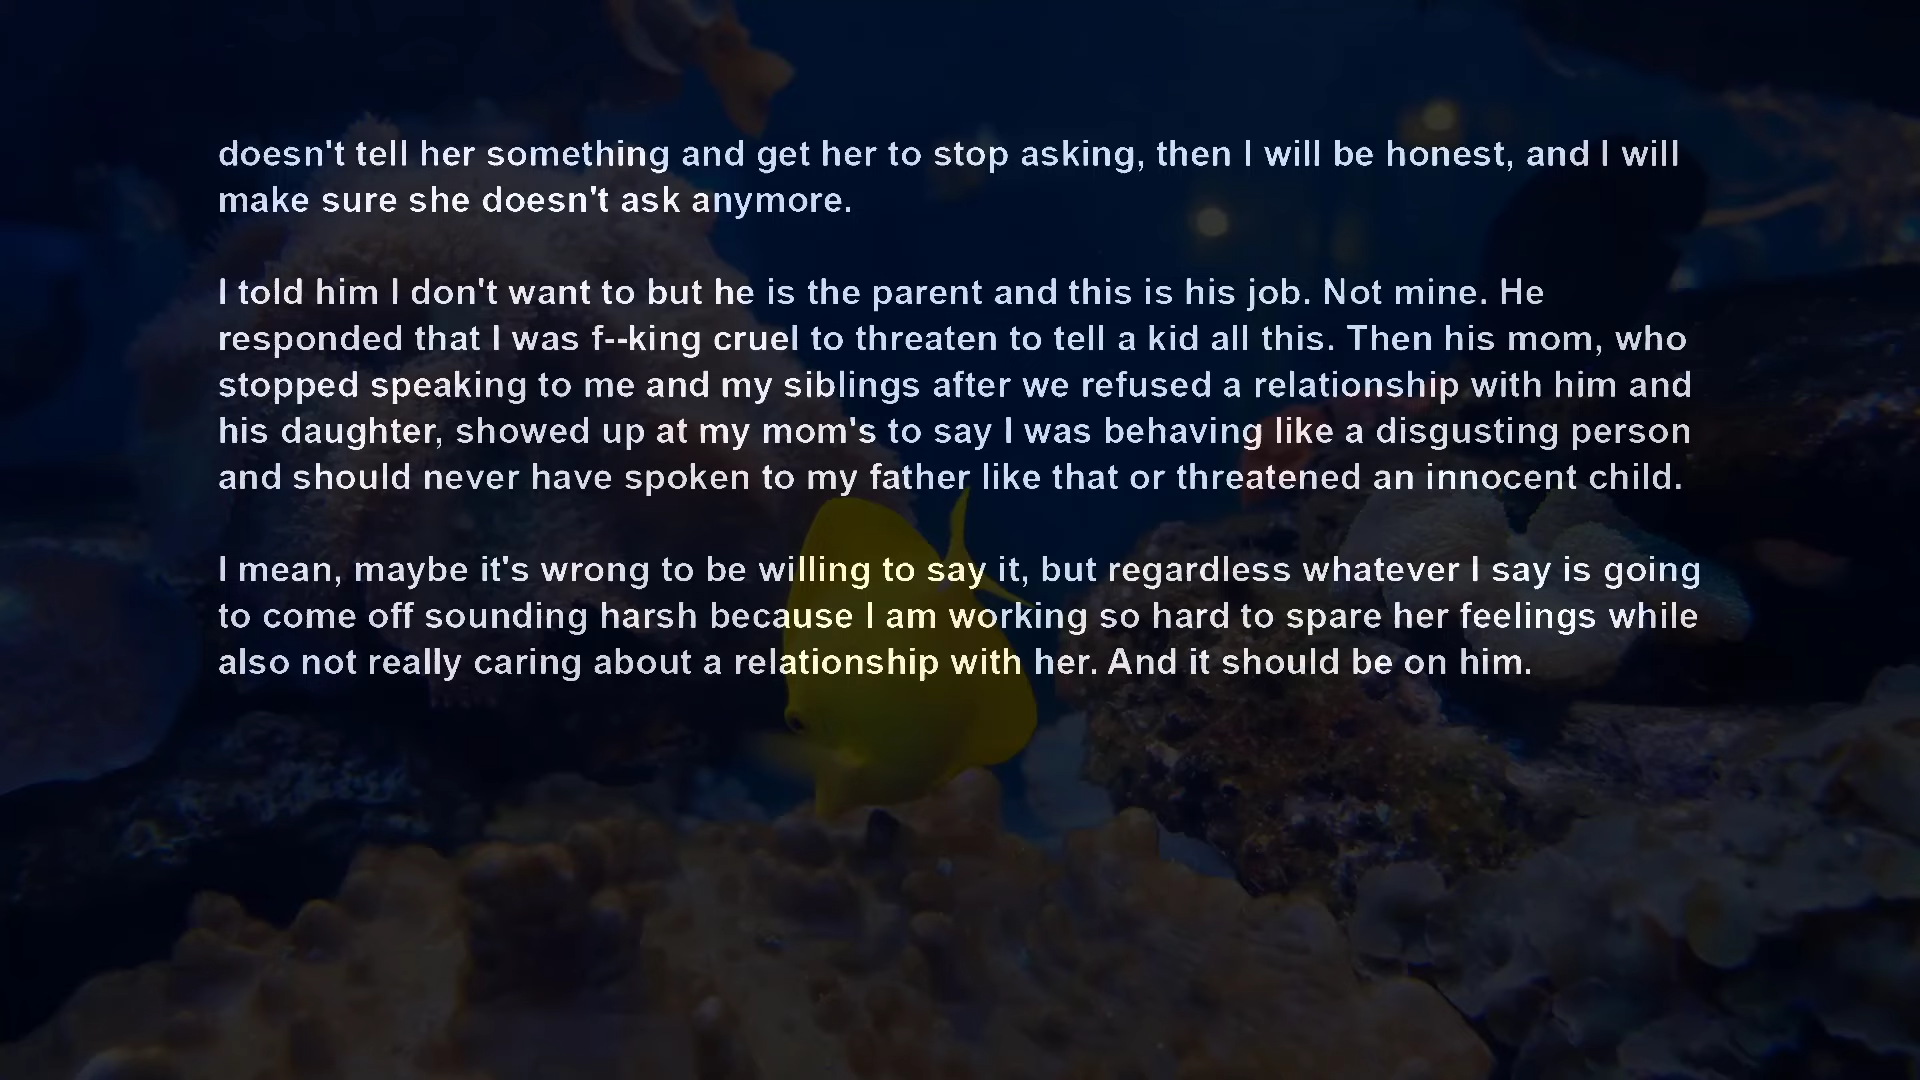 doesn't tell her something and get her to stop asking, then I will be honest, and I will
make sure she doesn't ask anymore.
I told him I don't want to but he is the parent and this is his job. Not mine. He
responded that I was f--king cruel to threaten to tell a kid all this. Then his mom, who
stopped speaking to me and my siblings after we refused a relationship with him and
his daughter, showed up at my mom's to say I was behaving like a disgusting person
and should never have spoken to my father like that or threatened an innocent child.
I mean, maybe it's wrong to be willing to say it, but regardless whatever I say is going
to come off sounding harsh because I am working so hard to spare her feelings while
also not really caring about a relationship with her. And it should be on him.